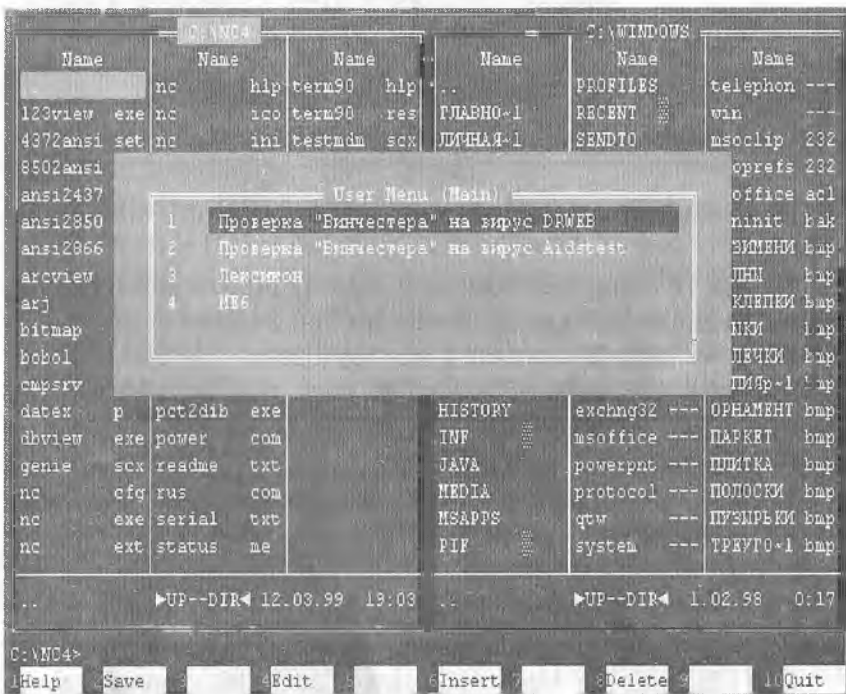 C:\NC4
C:\WINDOWS
Name Name Name Name Name Name
nc hlp term90 hlp .. PROFILES telephon ---
123view exe nc ico term90 res ГЛАВНО~1 RECENT win ---
4372ansi set nc ini testmdm scx ЛИЧНАЯ~1 SENDTO msoclip 232
8502ansi oprefs 232
ansi2437 User Menu (Main) office acl
ansi2850 1 Проверка "Винчестера" на вирус DRWEB ninit bak
ansi2866 2 Проверка "Винчестера" на вирус Aidstest ЗИМЕНИ bmp
arcview 3 Лексикон ЛНЫ bmp
arj 4 ME6 КЛЕПКИ bmp
bitmap НКИ bmp
bobol ЛЕЧКИ bmp
cmpsrv
datex p pct2dib exe HISTORY exchng32 --- ОРНАМЕНТ bmp
dbview exe power com INF msoffice --- ПАРКЕТ bmp
genie scx readme txt JAVA powerpnt --- ПЛИТКА bmp
nc cfg rus com MEDIA protocol --- ПОЛОСКИ bmp
nc exe serial txt MSAPPS qtw --- ПУЗЫРЬКИ bmp
nc ext status me PIF system --- ТРЕУГО~1 bmp
.. ►UP--DIR◄ 12.03.99 19:03 .. ►UP--DIR◄ 1.02.98 0:17
C:\NC4>
1Help 2Save 3 4Edit 5 6Insert 7 8Delete 9 10Quit